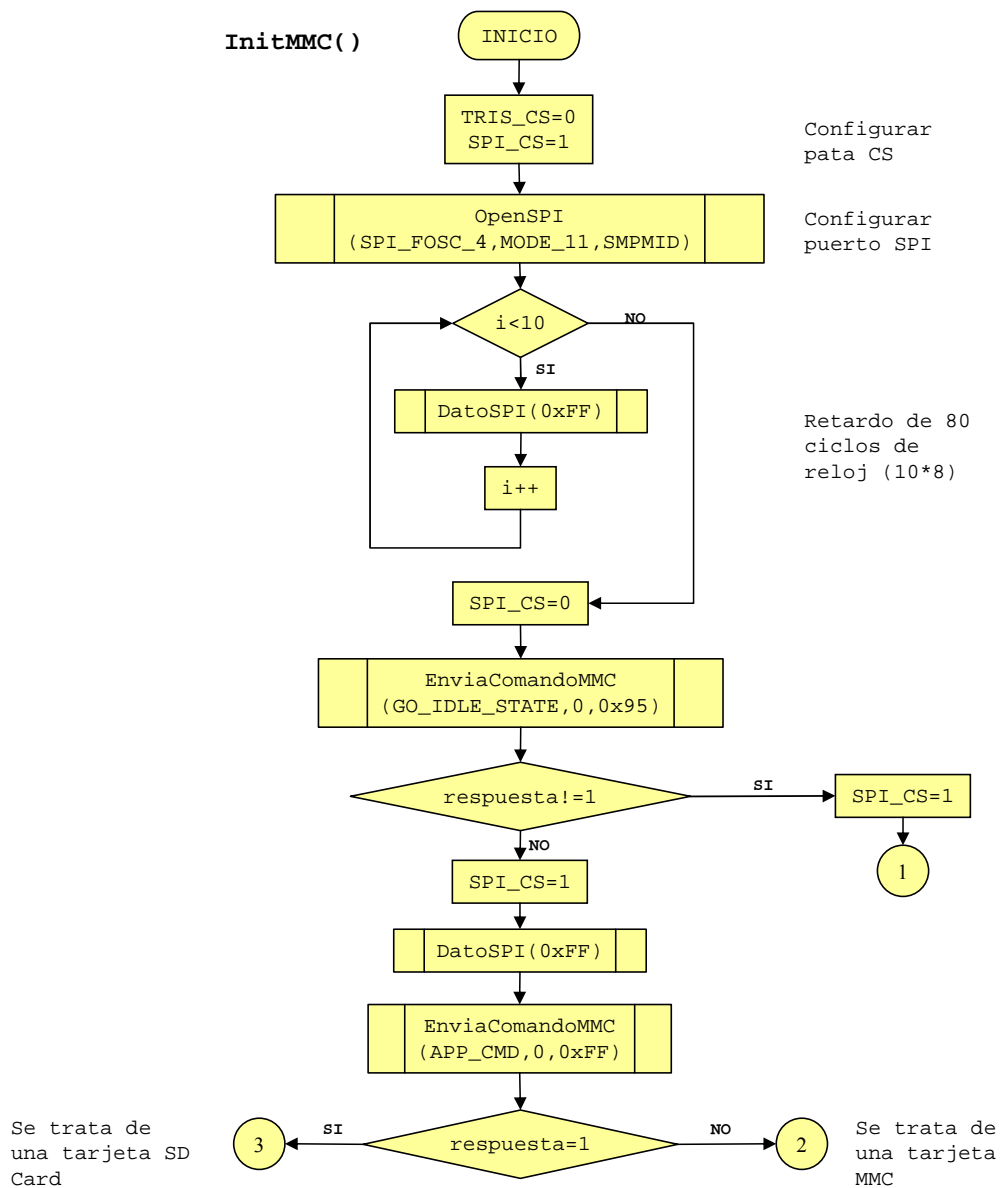 InitMMC()
INICIO
TRIS_CS=0
SPI_CS=1
Configurar
pata CS
OpenSPI
(SPI_FOSC_4,MODE_11,SMPMID)
Configurar
puerto SPI
i<10
NO
SI
DatoSPI(0xFF)
i++
Retardo de 80
ciclos de
reloj (10*8)
SPI_CS=0
EnviaComandoMMC
(GO_IDLE_STATE,0,0x95)
respuesta!=1
SI
SPI_CS=1
1
NO
SPI_CS=1
DatoSPI(0xFF)
EnviaComandoMMC
(APP_CMD,0,0xFF)
Se trata de
una tarjeta SD
Card
3
SI
respuesta=1
NO
2
Se trata de
una tarjeta
MMC